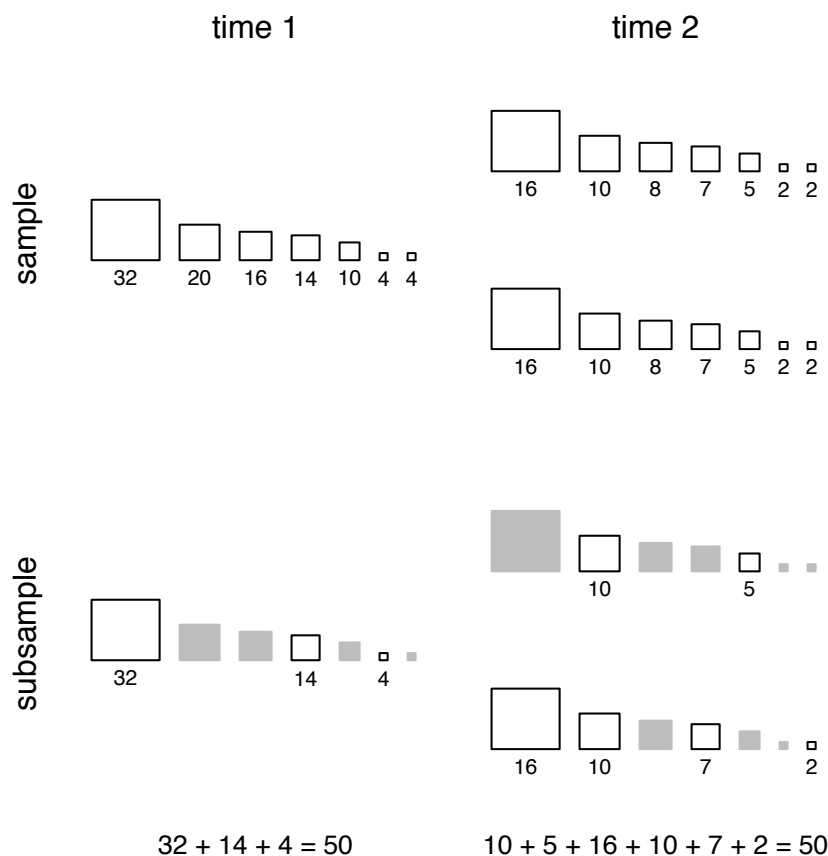 time 1
time 2
sample
32 20 16 14 10 4 4
16 10 8 7 5 2 2
16 10 8 7 5 2 2
subsample
32 14 4
10 5
16 10 7 2
32 + 14 + 4 = 50
10 + 5 + 16 + 10 + 7 + 2 = 50